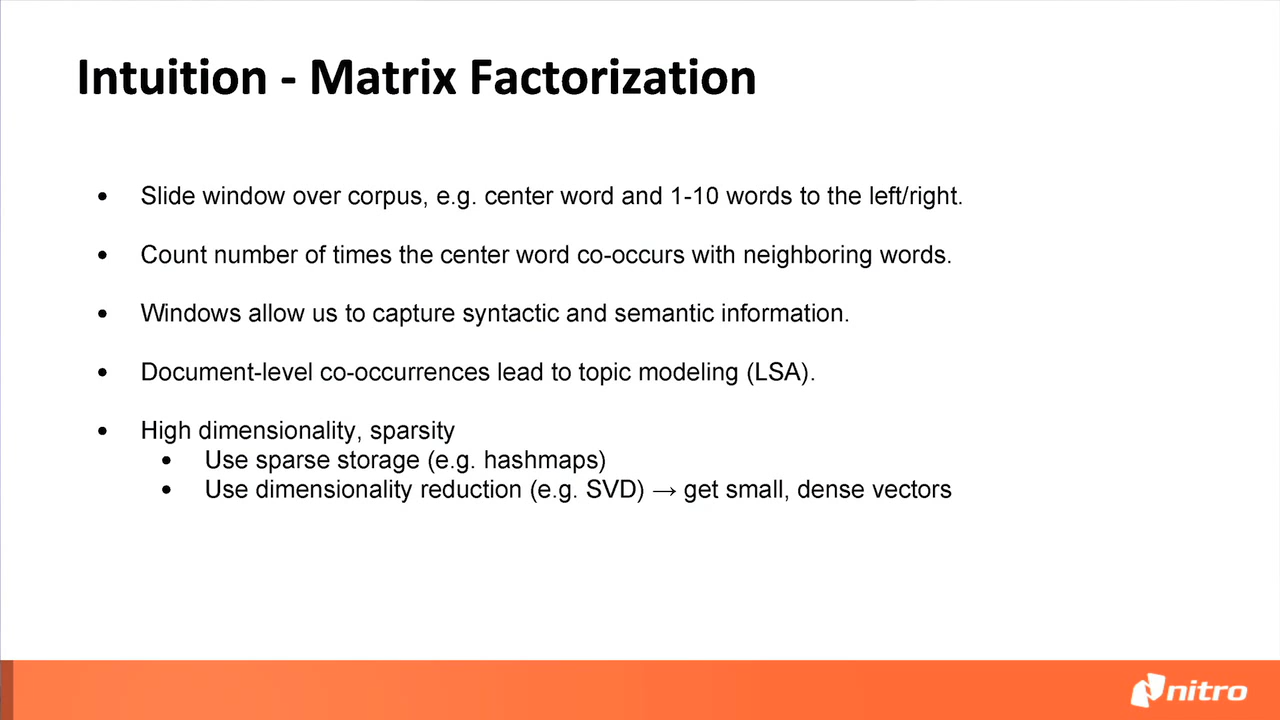 Intuition - Matrix Factorization
• Slide window over corpus, e.g. center word and 1-10 words to the left/right.
• Count number of times the center word co-occurs with neighboring words.
• Windows allow us to capture syntactic and semantic information.
• Document-level co-occurrences lead to topic modeling (LSA).
• High dimensionality, sparsity
• Use sparse storage (e.g. hashmaps)
• Use dimensionality reduction (e.g. SVD) → get small, dense vectors
nitro